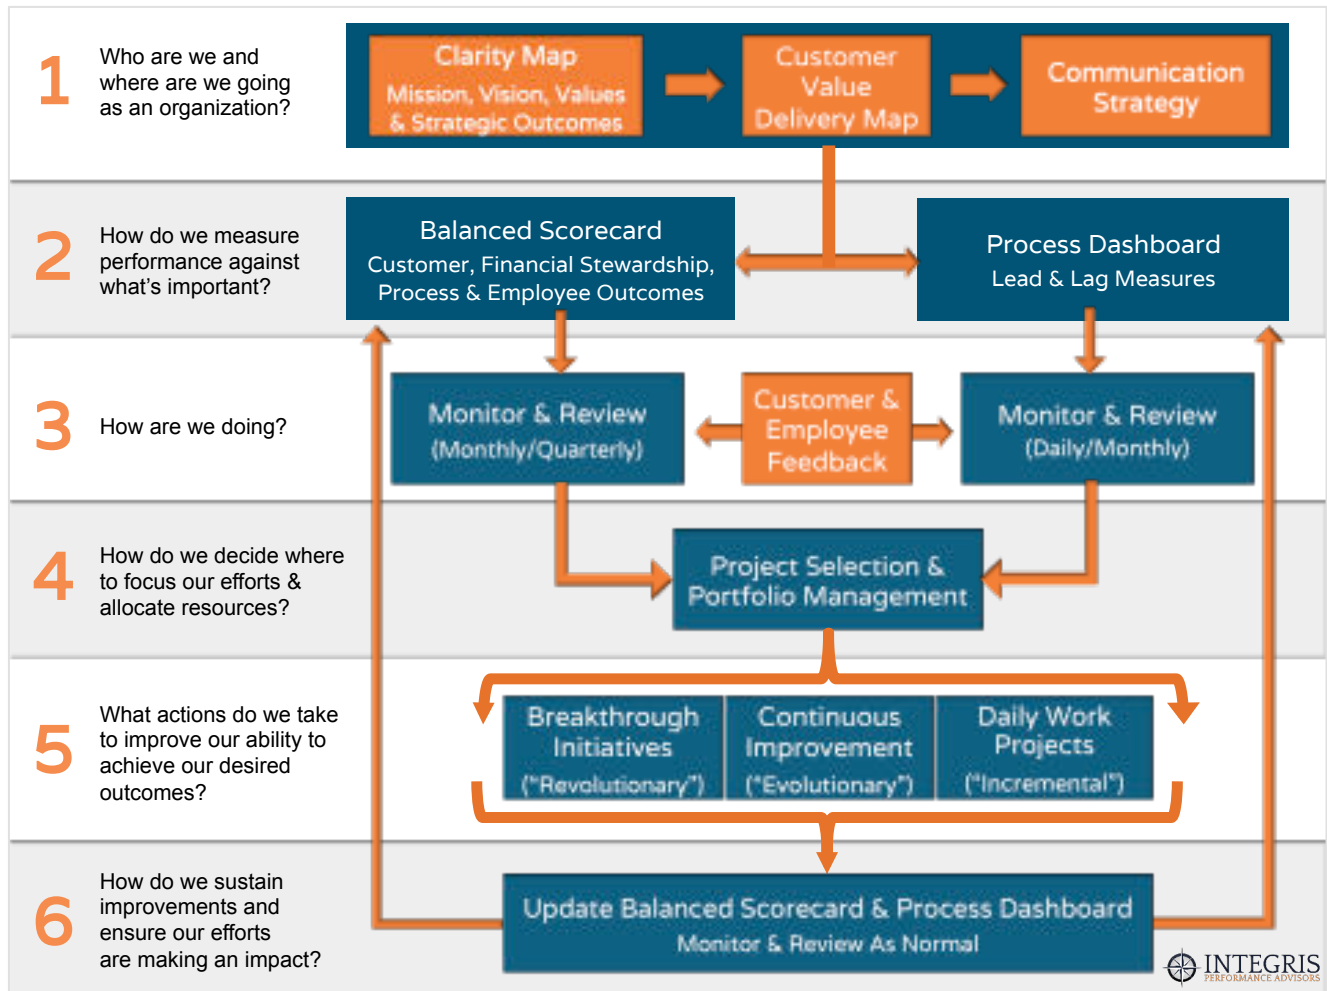 1
Who are we and
where are we going
as an organization?
Clarity Map
Mission, Vision, Values
& Strategic Outcomes
Customer
Value
Delivery Map
Communication
Strategy
2
How do we measure
performance against
what's important?
Balanced Scorecard
Customer, Financial Stewardship,
Process & Employee Outcomes
Process Dashboard
Lead & Lag Measures
3
How are we doing?
Monitor & Review
(Monthly/Quarterly)
Customer &
Employee
Feedback
Monitor & Review
(Daily/Monthly)
4
How do we decide where
to focus our efforts &
allocate resources?
Project Selection &
Portfolio Management
5
What actions do we take
to improve our ability to
achieve our desired
outcomes?
Breakthrough
Initiatives
("Revolutionary")
Continuous
Improvement
("Evolutionary")
Daily Work
Projects
("Incremental")
6
How do we sustain
improvements and
ensure our efforts
are making an impact?
Update Balanced Scorecard & Process Dashboard
Monitor & Review As Normal
INTEGRIS
PERFORMANCE ADVISORS